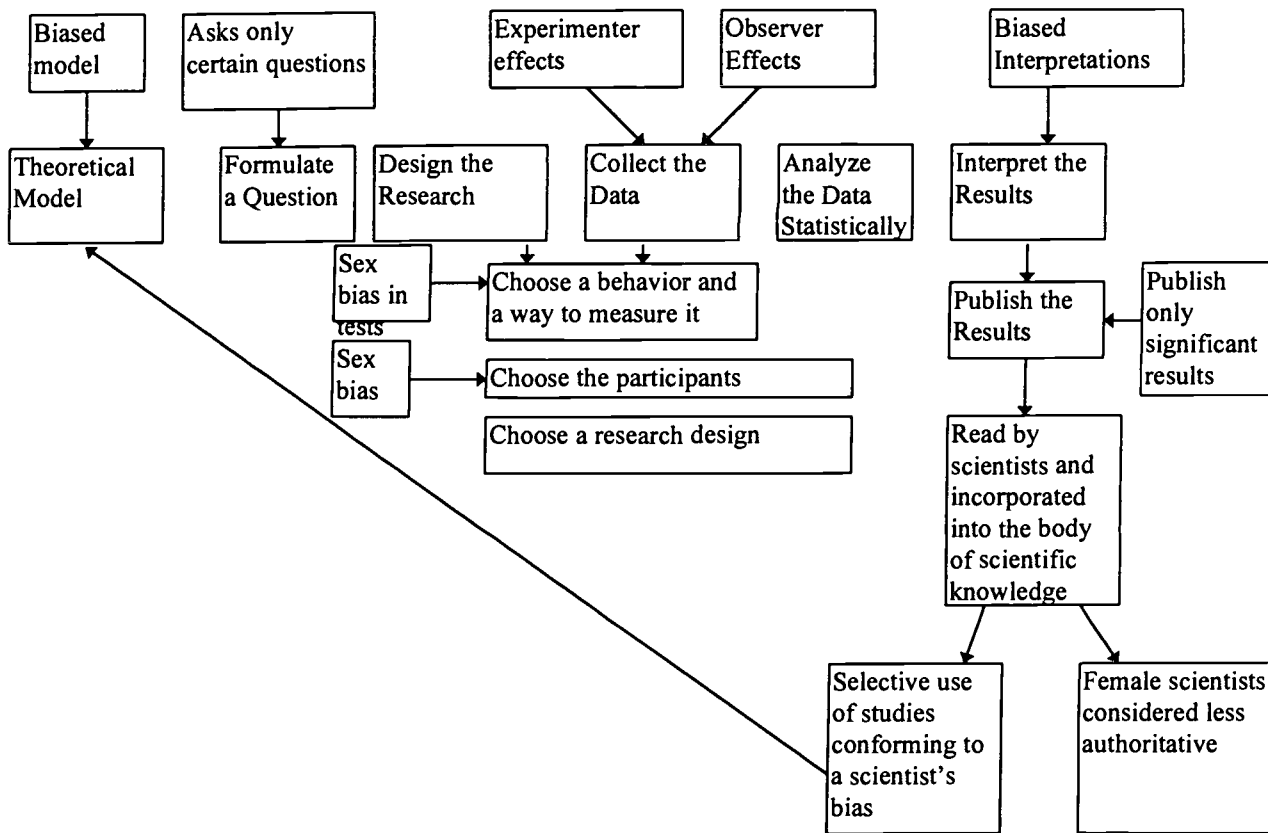 Biased
model
Asks only
certain questions
Experimenter
effects
Observer
Effects
Biased
Interpretations
Theoretical
Model
Formulate
a Question
Design the
Research
Collect the
Data
Analyze
the Data
Statistically
Interpret the
Results
Sex
bias in
tests
Choose a behavior and
a way to measure it
Publish the
Results
Publish
only
significant
results
Sex
bias
Choose the participants
Choose a research design
Read by
scientists and
incorporated
into the body
of scientific
knowledge
Selective use
of studies
conforming to
a scientist's
bias
Female scientists
considered less
authoritative